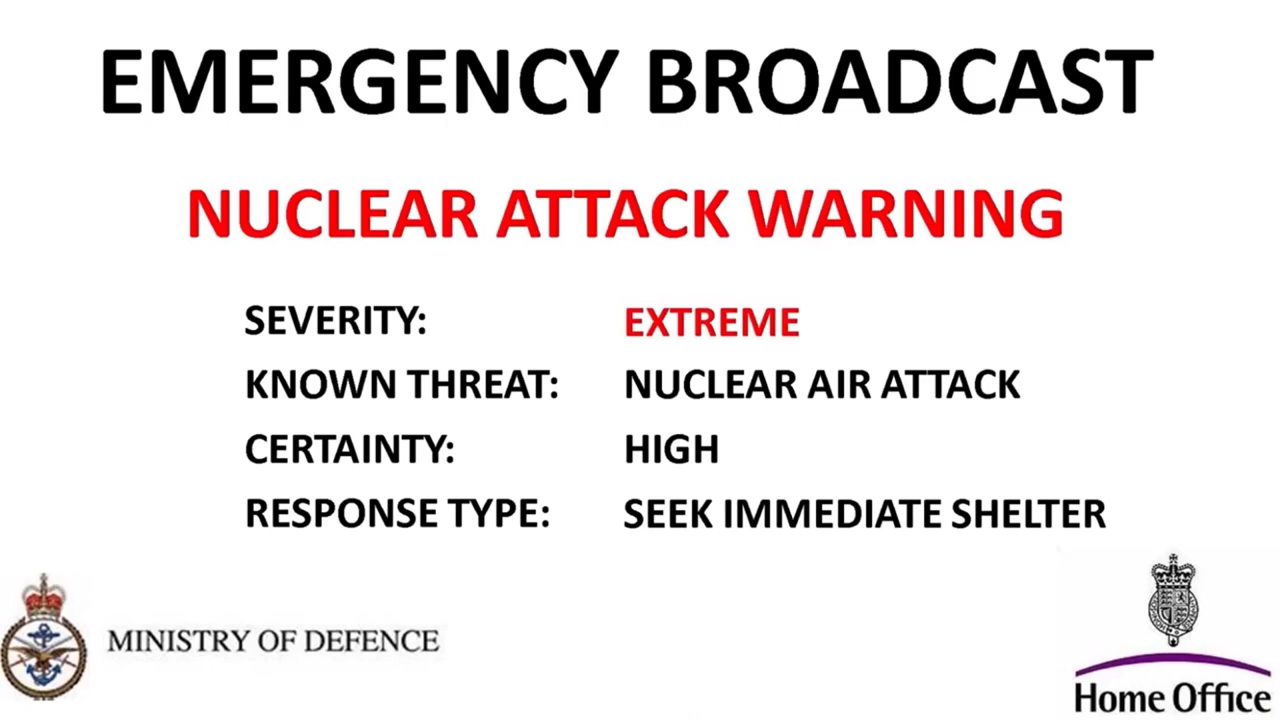 EMERGENCY BROADCAST
NUCLEAR ATTACK WARNING
SEVERITY: EXTREME
KNOWN THREAT: NUCLEAR AIR ATTACK
CERTAINTY: HIGH
RESPONSE TYPE: SEEK IMMEDIATE SHELTER
MINISTRY OF DEFENCE
Home Office